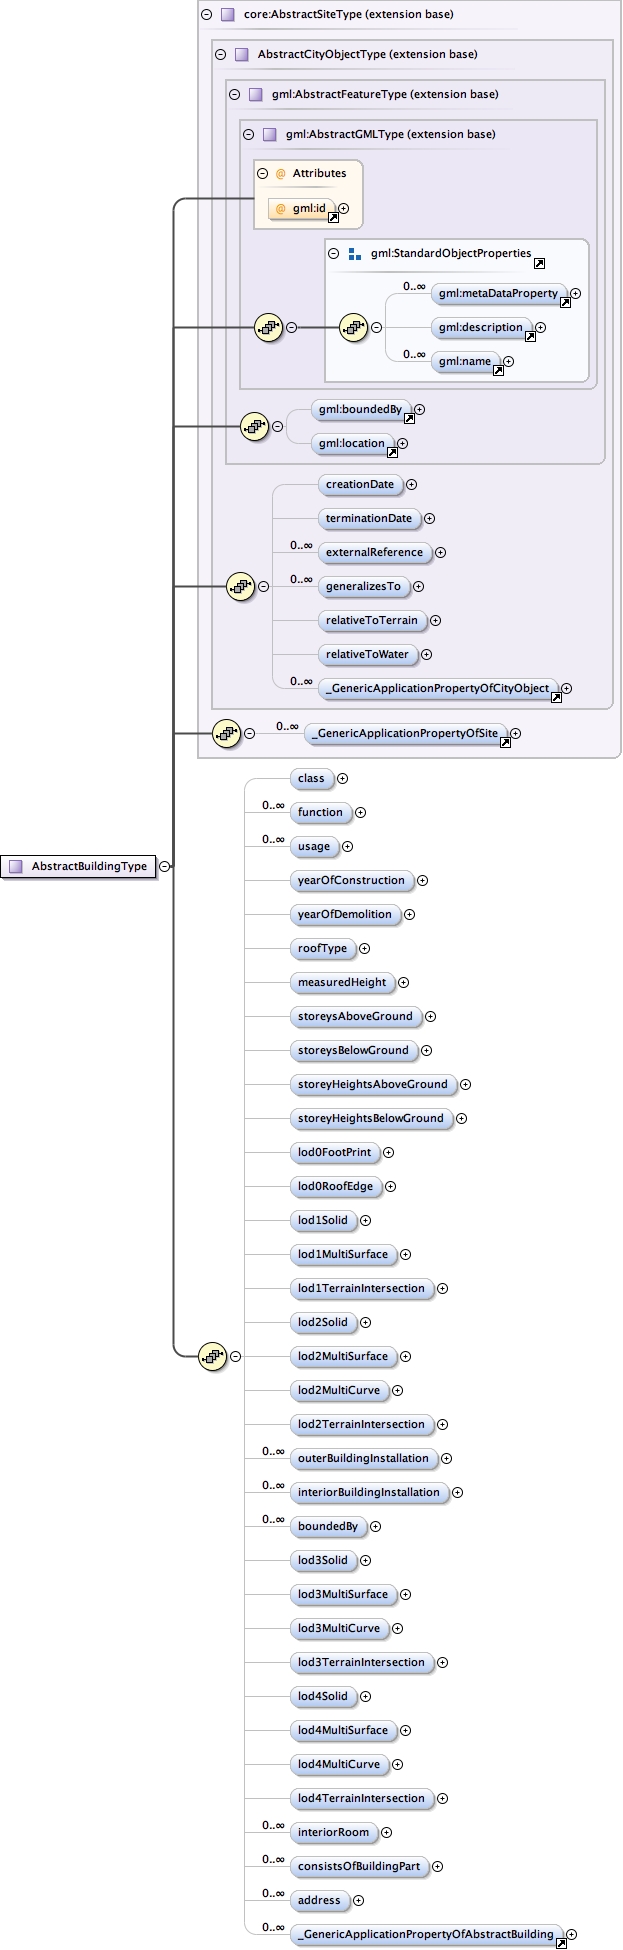 core:AbstractSiteType (extension base)
AbstractCityObjectType (extension base)
gml:AbstractFeatureType (extension base)
gml:AbstractGMLType (extension base)
@ Attributes
@ gml:id
gml:StandardObjectProperties
0..∞ gml:metaDataProperty
gml:description
0..∞ gml:name
gml:boundedBy
gml:location
creationDate
terminationDate
0..∞ externalReference
0..∞ generalizesTo
relativeToTerrain
relativeToWater
0..∞ _GenericApplicationPropertyOfCityObject
0..∞ _GenericApplicationPropertyOfSite
class
0..∞ function
0..∞ usage
AbstractBuildingType
yearOfConstruction
yearOfDemolition
roofType
measuredHeight
storeysAboveGround
storeysBelowGround
storeyHeightsAboveGround
storeyHeightsBelowGround
lod0FootPrint
lod0RoofEdge
lod1Solid
lod1MultiSurface
lod1TerrainIntersection
lod2Solid
lod2MultiSurface
lod2MultiCurve
lod2TerrainIntersection
0..∞ outerBuildingInstallation
0..∞ interiorBuildingInstallation
0..∞ boundedBy
lod3Solid
lod3MultiSurface
lod3MultiCurve
lod3TerrainIntersection
lod4Solid
lod4MultiSurface
lod4MultiCurve
lod4TerrainIntersection
0..∞ interiorRoom
0..∞ consistsOfBuildingPart
0..∞ address
0..∞ _GenericApplicationPropertyOfAbstractBuilding